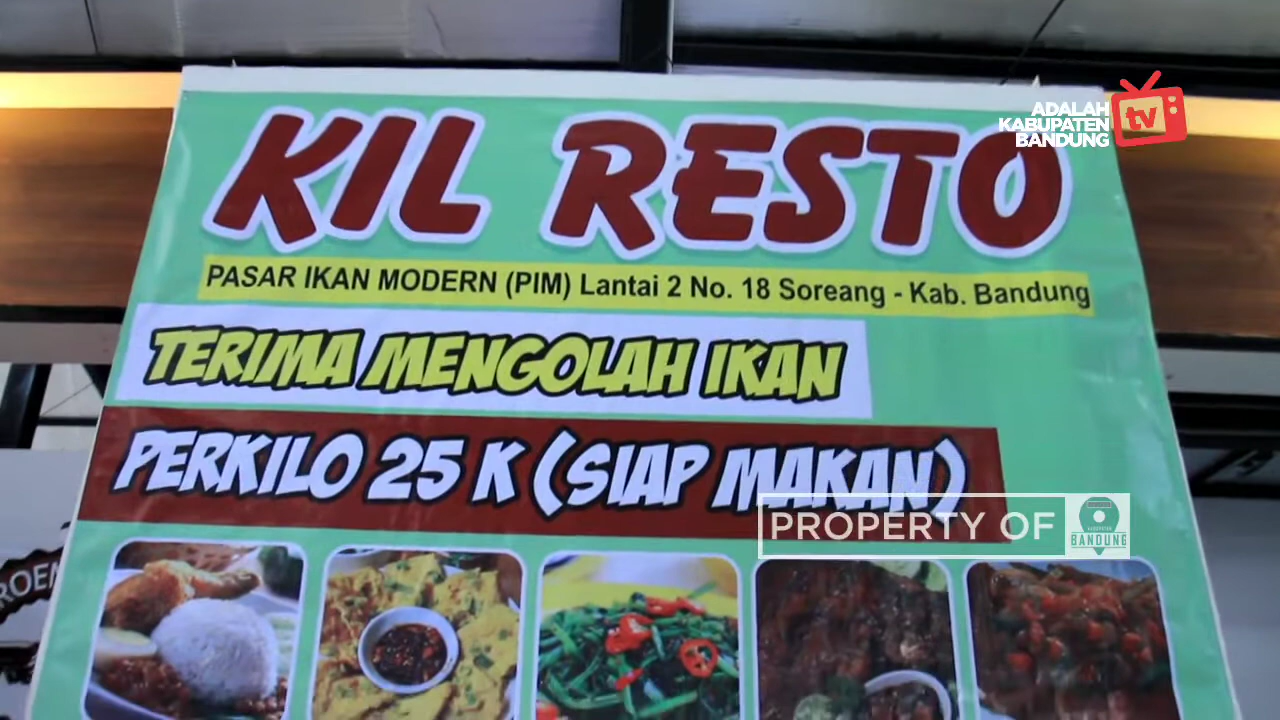 ADALAH
KABUPATEN
BANDUNG
tv
KIL RESTO
PASAR IKAN MODERN (PIM) Lantai 2 No. 18 Soreang - Kab. Bandung
TERIMA MENGOLAH IKAN
PERKILO 25 K (SIAP MAKAN)
PROPERTY OF
KABUPATEN
BANDUNG